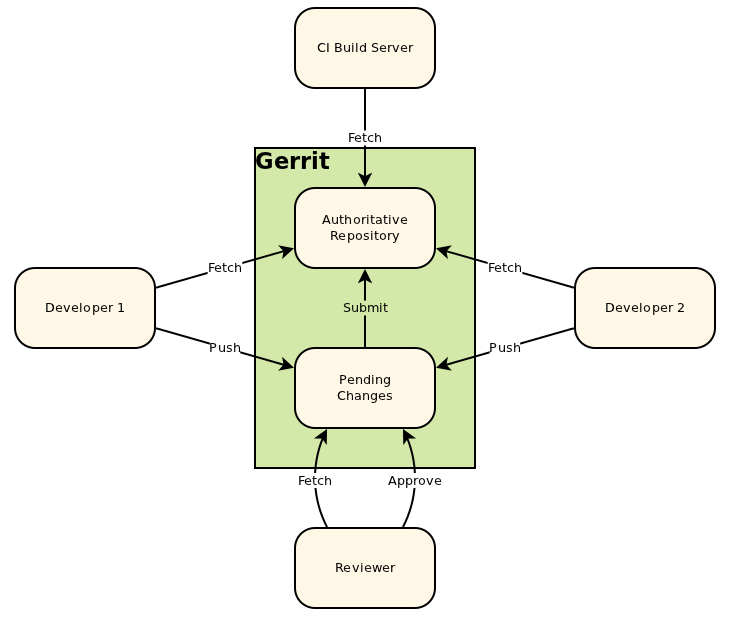 CI Build Server
Fetch
Gerrit
Authoritative
Repository
Fetch
Fetch
Developer 1
Submit
Developer 2
Push
Push
Pending
Changes
Fetch
Approve
Reviewer